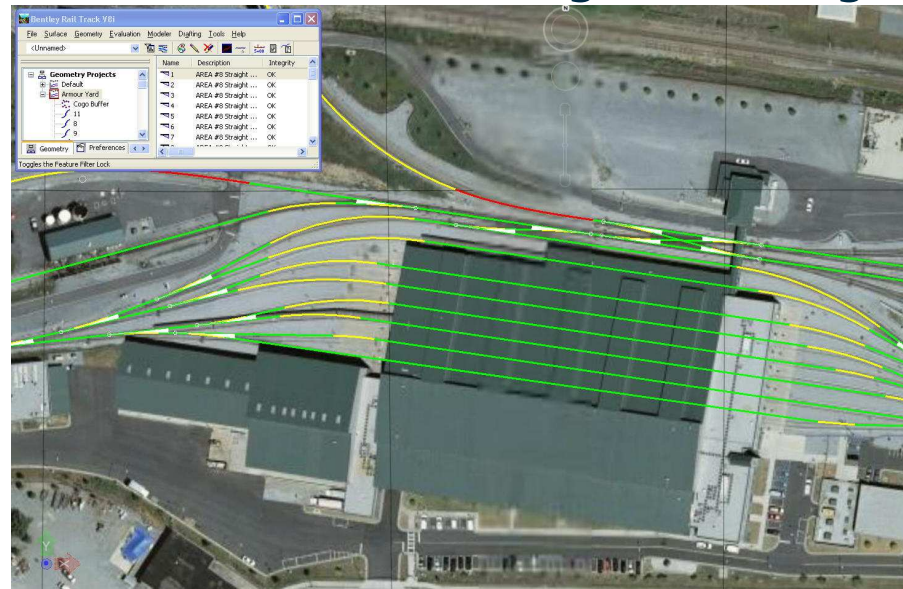 Bentley Rail Track V8i
File Surface Geometry Evaluation Modeler Drafting Tools Help
<Unnamed>
Name Description Integrity
Geometry Projects
Default
Armour Yard
Cogo Buffer
11
8
9
1 AREA #8 Straight ... OK
2 AREA #8 Straight ... OK
3 AREA #8 Straight ... OK
4 AREA #8 Straight ... OK
5 AREA #8 Straight ... OK
6 AREA #8 Straight ... OK
7 AREA #8 Straight ... OK
Geometry Preferences
Toggles the Feature Filter Lock
N
Y
X